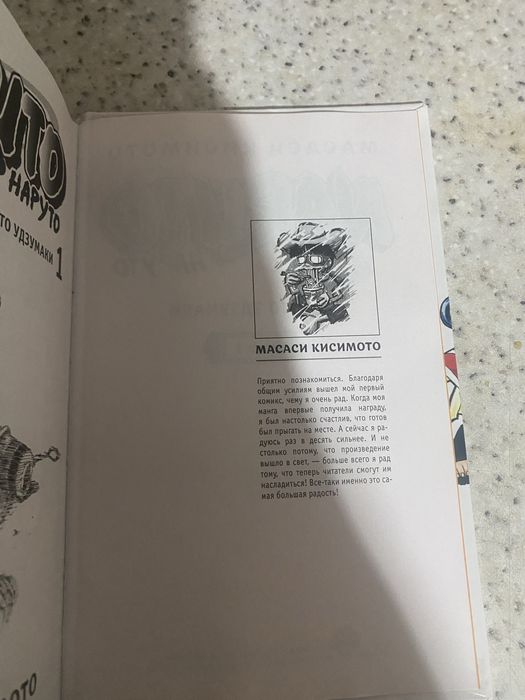 НАРУТО
УДЗУМАКИ 1
МАСАСИ КИСИМОТО
Приятно познакомиться. Благодаря
общим усилиям вышел мой первый
комикс, чему я очень рад. Когда моя
манга впервые получила награду,
я был настолько счастлив, что готов
был прыгать на месте. А сейчас я ра-
дуюсь раз в десять сильнее. И не
столько потому, что произведение
вышло в свет, — больше всего я рад
тому, что теперь читатели смогут им
насладиться! Все-таки именно это са-
мая большая радость!